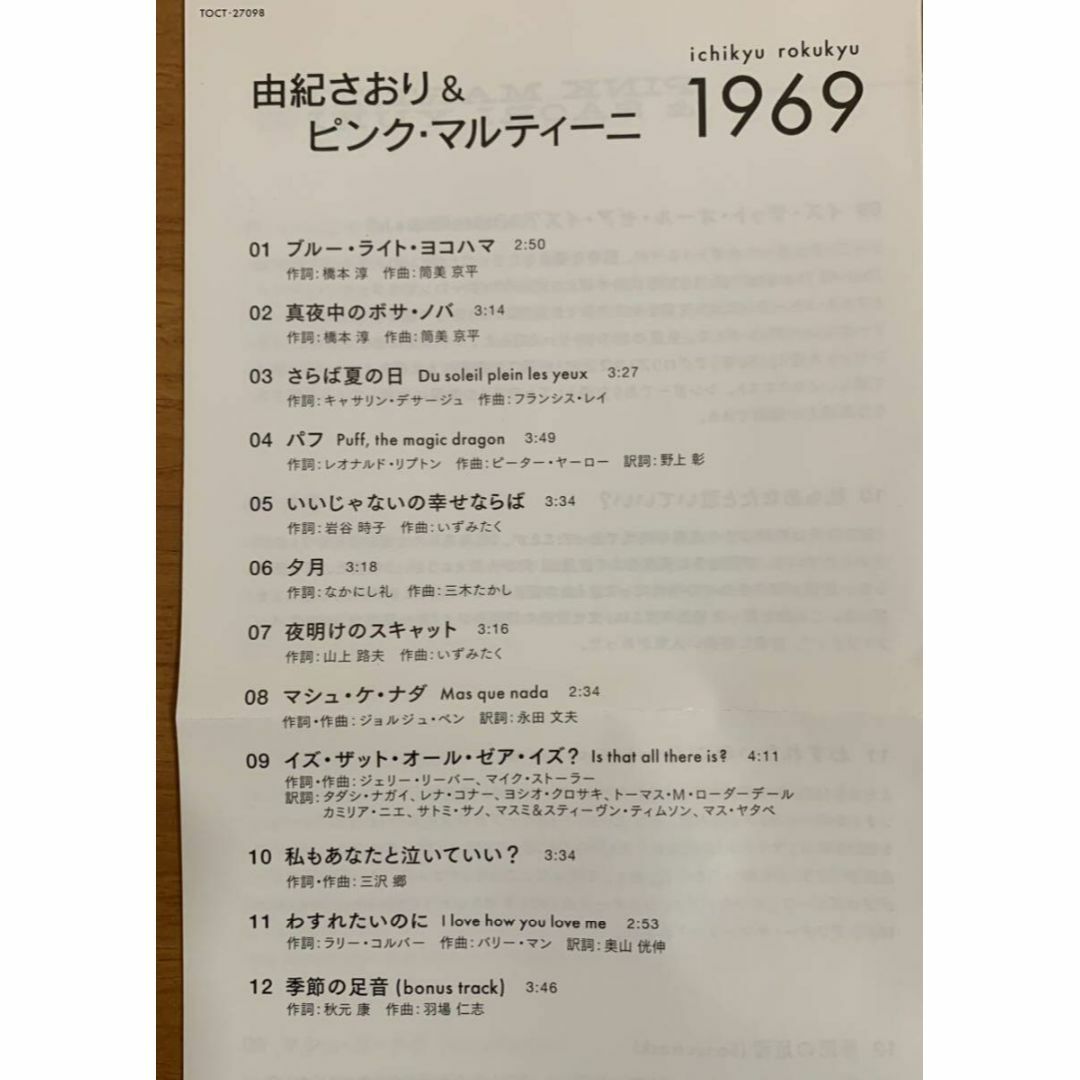 TOCT-27098
ichikyu rokukyu
由紀さおり& 1969
ピンク・マルティーニ
01 ブルー・ライト・ヨコハマ 2:50
作詞:橋本 淳 作曲:筒美 京平
02 真夜中のボサ・ノバ 3:14
作詞:橋本 淳 作曲:筒美 京平
03 さらば夏の日 Du soleil plein les yeux 3:27
作詞:キャサリン・デサージュ 作曲:フランシス・レイ
04 パフ Puff, the magic dragon 3:49
作詞:レオナルド・リプトン 作曲:ピーター・ヤーロー 訳詞:野上 彰
05 いいじゃないの幸せならば 3:34
作詞:岩谷 時子 作曲:いずみたく
06 夕月 3:18
作詞:なかにし礼 作曲:三木たかし
07 夜明けのスキャット 3:16
作詞:山上 路夫 作曲:いずみたく
08 マシュ・ケ・ナダ Mas que nada 2:34
作詞・作曲:ジョルジュ・ベン 訳詞:永田 文夫
09 イズ・ザット・オール・ゼア・イズ? Is that all there is? 4:11
作詞・作曲:ジェリー・リーバー、マイク・ストーラー
訳詞:タダシ・ナガイ、レナ・コナー、ヨシオ・クロサキ、トーマス・M・ローダーデール
カミリア・ニエ、サトミ・サノ、マスミ&スティーヴン・ティムソン、マス・ヤタベ
10 私もあなたと泣いていい? 3:34
作詞・作曲:三沢 郷
11 わすれたいのに I love how you love me 2:53
作詞:ラリー・コルバー 作曲:バリー・マン 訳詞:奥山 侊伸
12 季節の足音 (bonus track) 3:46
作詞:秋元 康 作曲:羽場 仁志